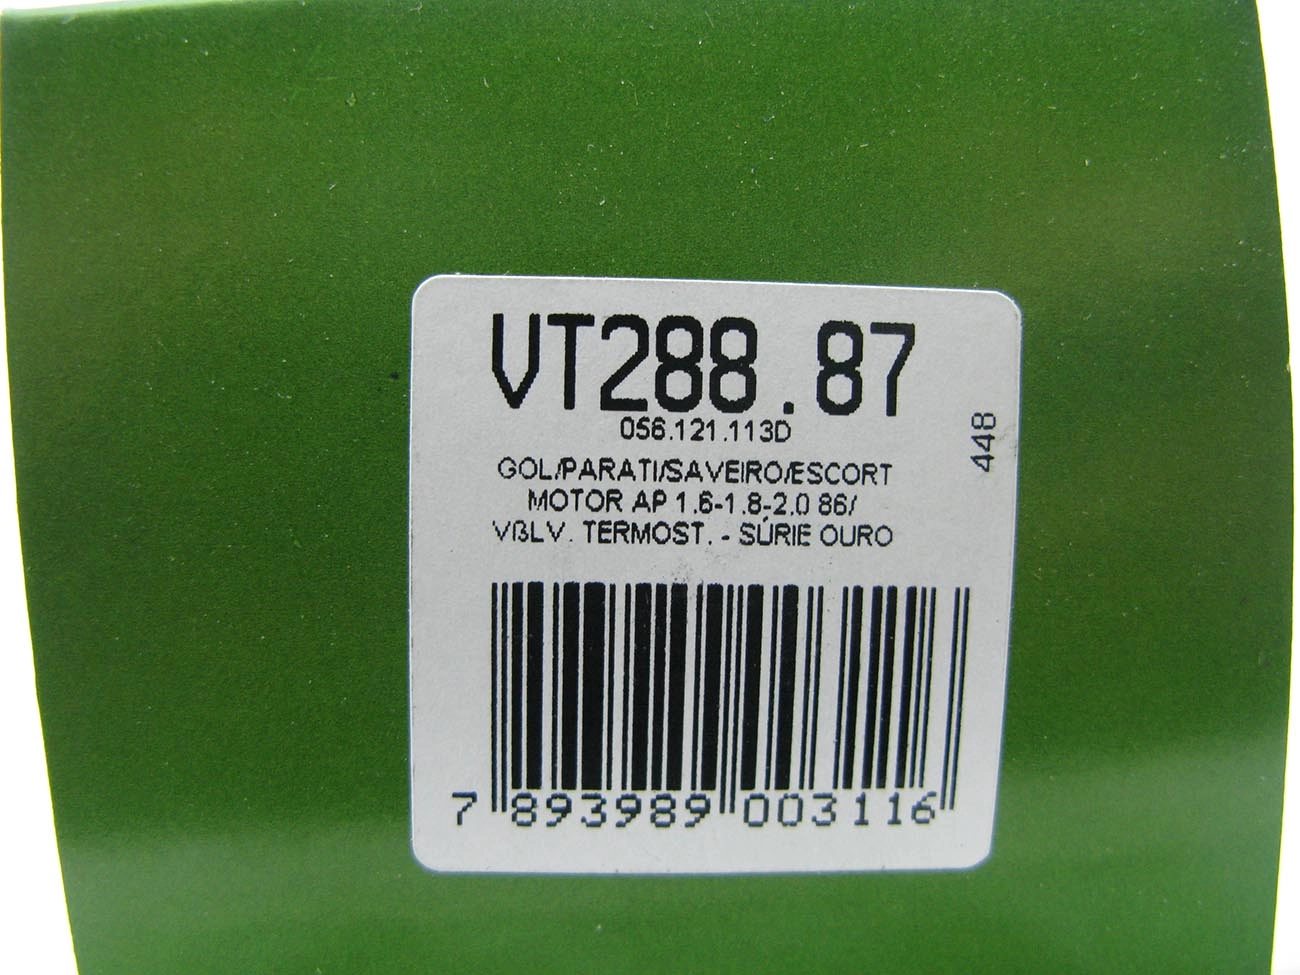 VT288.87
056.121.113D
448
GOL/PARATI/SAVEIRO/ESCORT
MOTOR AP 1.6-1.8-2.0 86/
VßLV. TERMOST. - SÚRIE OURO
7 893989 003116